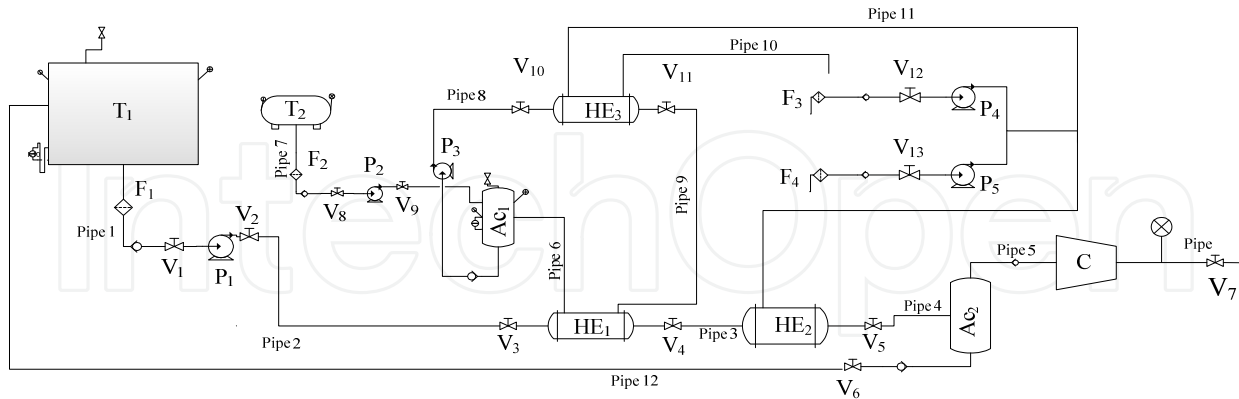 Pipe 11
Pipe 10
V10
V11
V12
T1
T2
Pipe 8
HE3
F3
P4
Pipe 7
F2
P3
V13
P2
F4
P5
F1
V8
V9
Pipe 9
Ac1
V2
Pipe 1
Pipe 6
V1
P1
Pipe 5
C
Pipe
V7
Pipe 4
Ac2
HE1
HE2
Pipe 2
V3
V4
Pipe 3
V5
Pipe 12
V6
IntechOpen